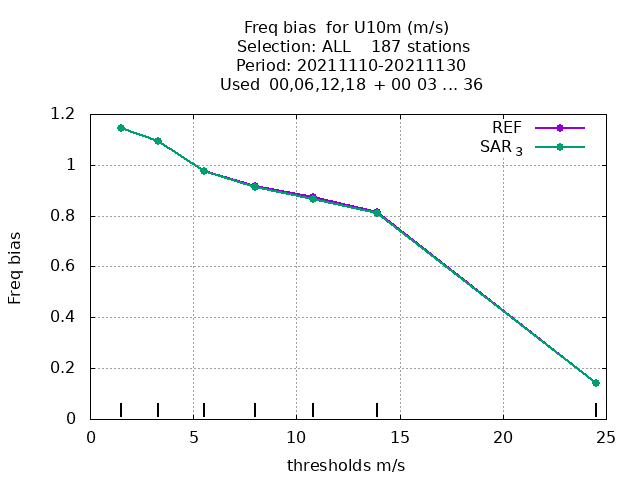 Freq bias  for U10m (m/s)
Selection: ALL    187 stations
Period: 20211110-20211130
Used  00,06,12,18  + 00 03 ... 36
1.2
REF
SAR 3
1
0.8
0.6
0.4
0.2
0
Freq bias
0 5 10 15 20 25
thresholds m/s